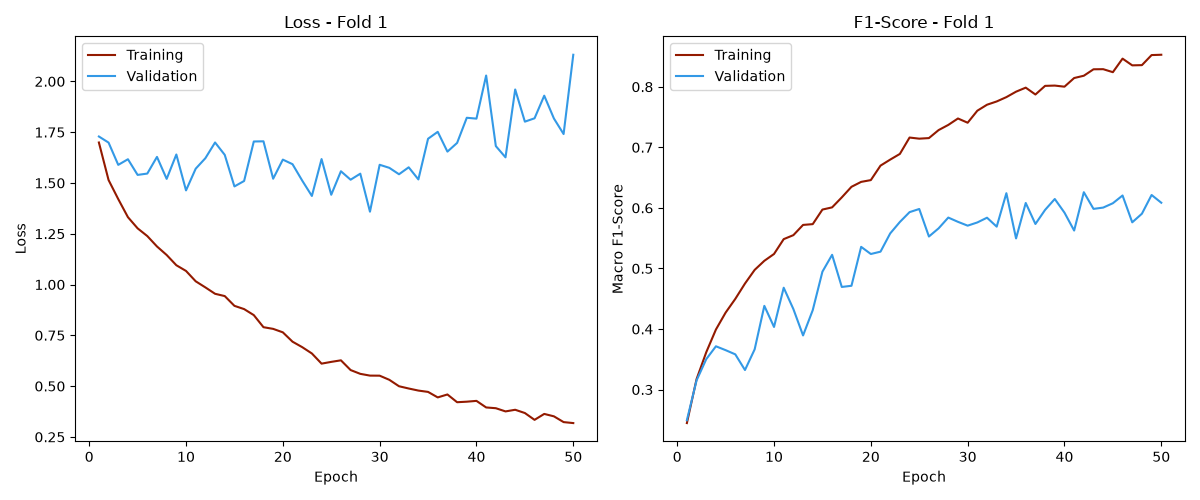 Loss - Fold 1
Training
Validation
2.00
1.75
1.50
1.25
1.00
0.75
0.50
0.25
Loss
0
10
20
30
40
50
Epoch
F1-Score - Fold 1
Training
Validation
0.8
0.7
0.6
0.5
0.4
0.3
Macro F1-Score
0
10
20
30
40
50
Epoch